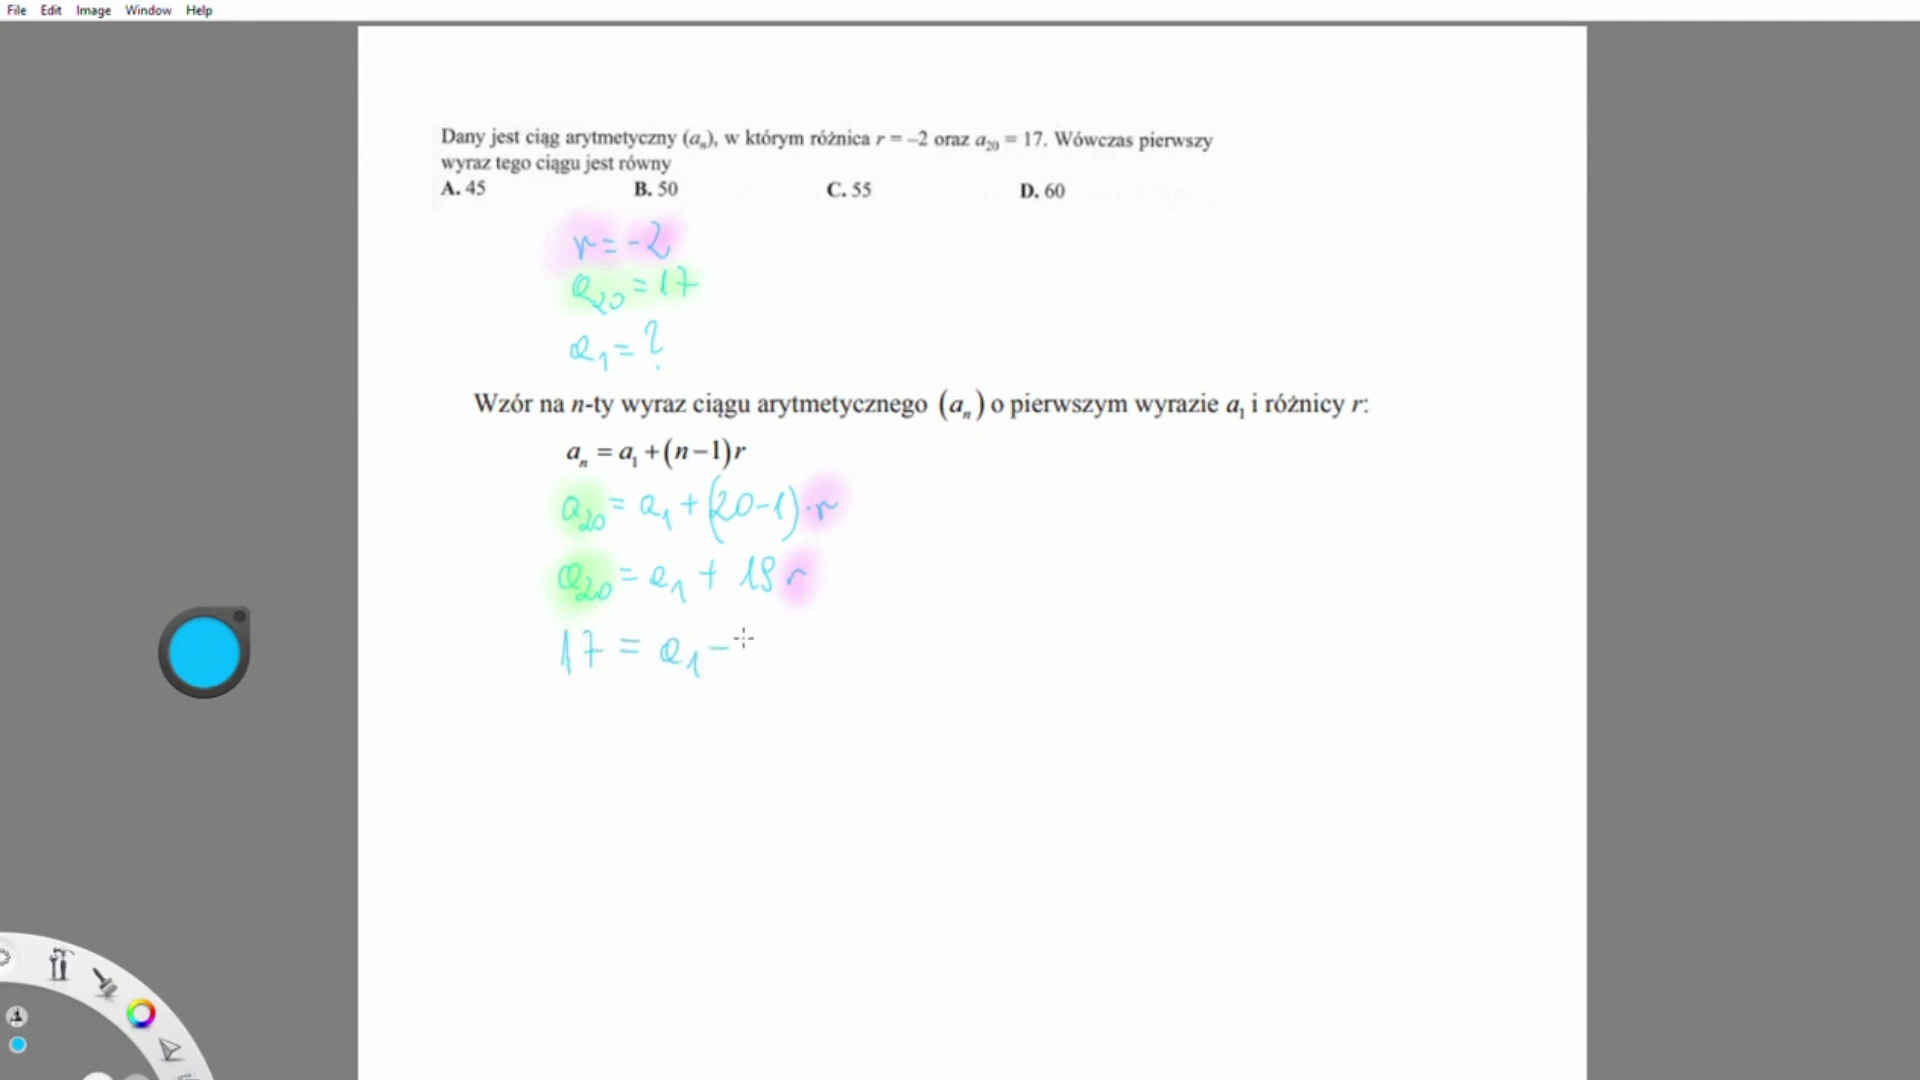 File Edit Image Window Help
Dany jest ciąg arytmetyczny (aₙ), w którym różnica r = –2 oraz a₂₀ = 17. Wówczas pierwszy
wyraz tego ciągu jest równy
A. 45 B. 50 C. 55 D. 60
r = -2
a₂₀ = 17
a₁ = ?
Wzór na n-ty wyraz ciągu arytmetycznego (aₙ) o pierwszym wyrazie a₁ i różnicy r:
aₙ = a₁ + (n − 1)r
a₂₀ = a₁ + (20-1)·r
a₂₀ = a₁ + 19r
17 = a₁ -